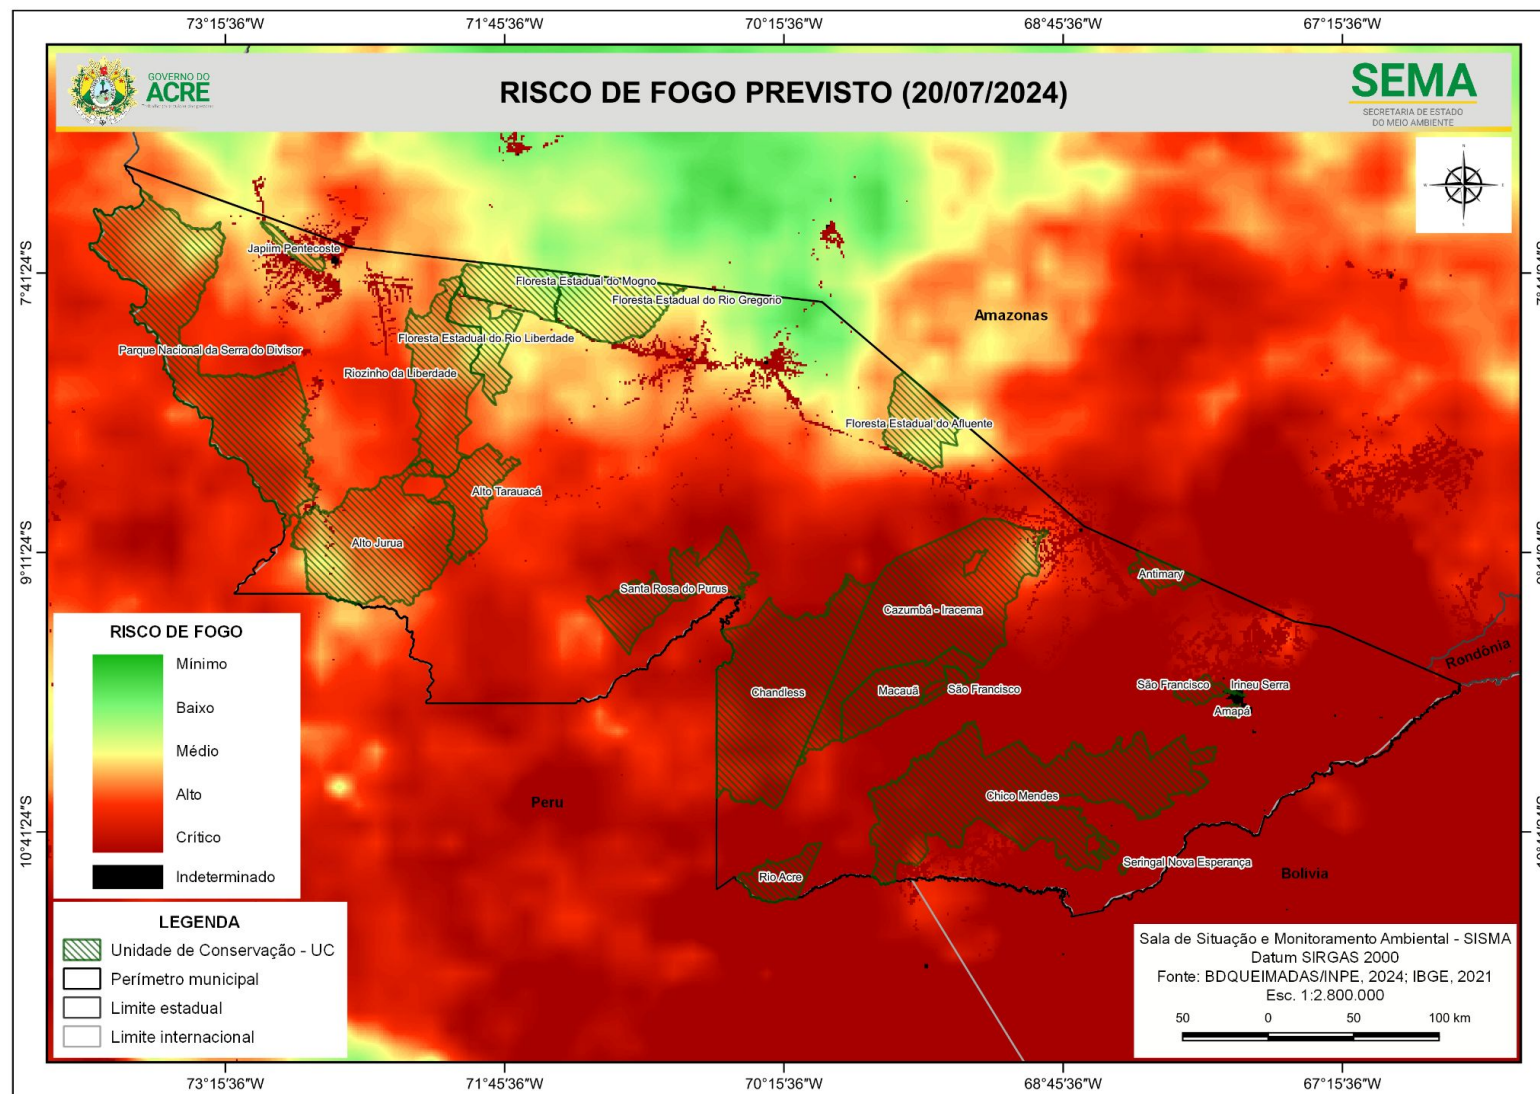 73°15'36"W
71°45'36"W
70°15'36"W
68°45'36"W
67°15'36"W
GOVERNO DO
ACRE
RISCO DE FOGO PREVISTO (20/07/2024)
SEMA
SECRETARIA DE ESTADO
DO MEIO AMBIENTE
7°41'24"S
9°11'24"S
10°41'24"S
Japiim Pentecoste
Floresta Estadual do Mogno
Floresta Estadual do Rio Gregorio
Amazonas
Floresta Estadual do Rio Liberdade
Parque Nacional da Serra do Divisor
Riozinho da Liberdade
Floresta Estadual do Afluente
Alto Tarauacá
Alto Jurua
Antimary
Santa Rosa do Purus
Cazumbá - Iracema
Rondônia
Chandless
Macauã
São Francisco
São Francisco
Irineu Serra
Amapá
Chico Mendes
Peru
Seringal Nova Esperança
Rio Acre
Bolivia
RISCO DE FOGO
Mínimo
Baixo
Médio
Alto
Crítico
Indeterminado
LEGENDA
Unidade de Conservação - UC
Perímetro municipal
Limite estadual
Limite internacional
Sala de Situação e Monitoramento Ambiental - SISMA
Datum SIRGAS 2000
Fonte: BDQUEIMADAS/INPE, 2024; IBGE, 2021
Esc. 1:2.800.000
50 0 50 100 km
73°15'36"W
71°45'36"W
70°15'36"W
68°45'36"W
67°15'36"W